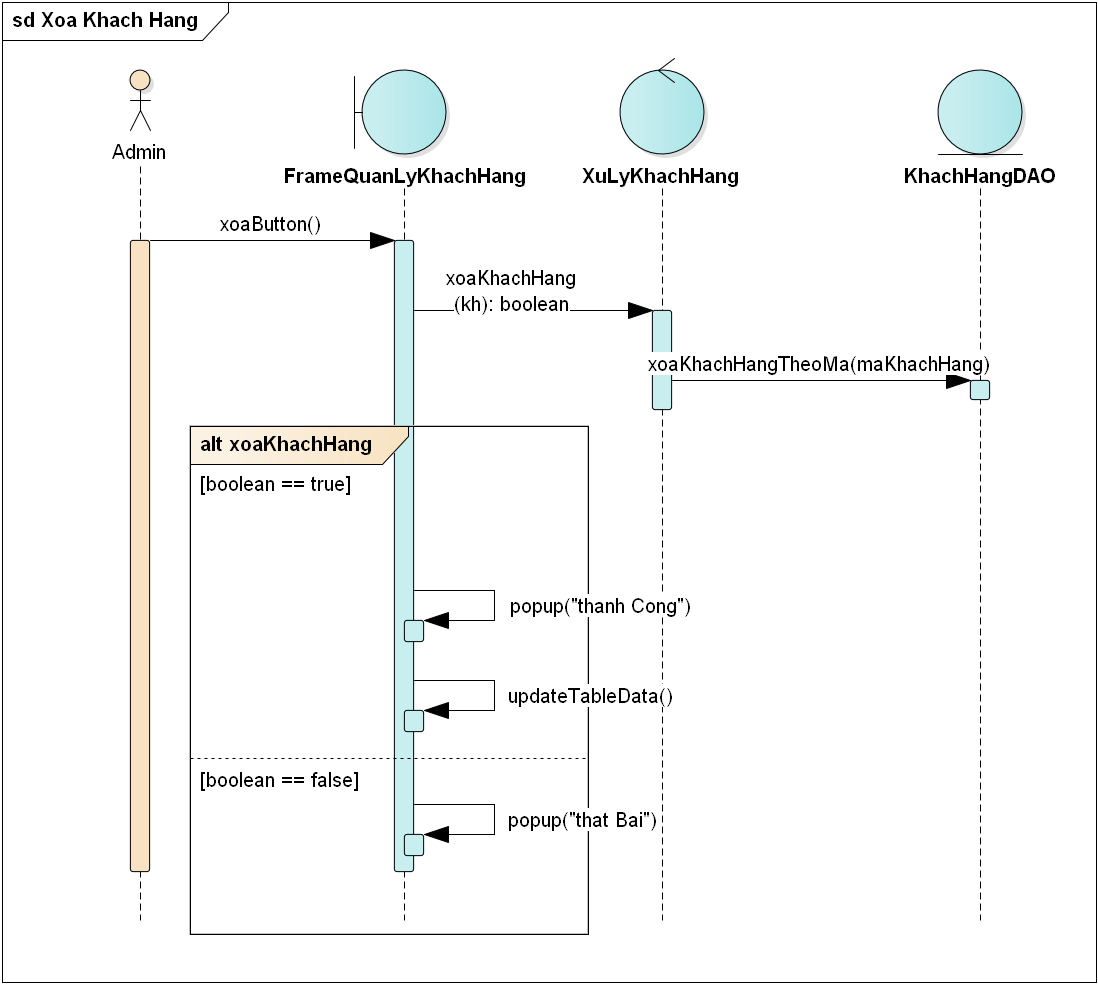 sd Xoa Khach Hang
Admin
FrameQuanLyKhachHang
XuLyKhachHang
KhachHangDAO
xoaButton()
xoaKhachHang
(kh): boolean
xoaKhachHangTheoMa(maKhachHang)
alt xoaKhachHang
[boolean == true]
popup("thanh Cong")
updateTableData()
[boolean == false]
popup("that Bai")